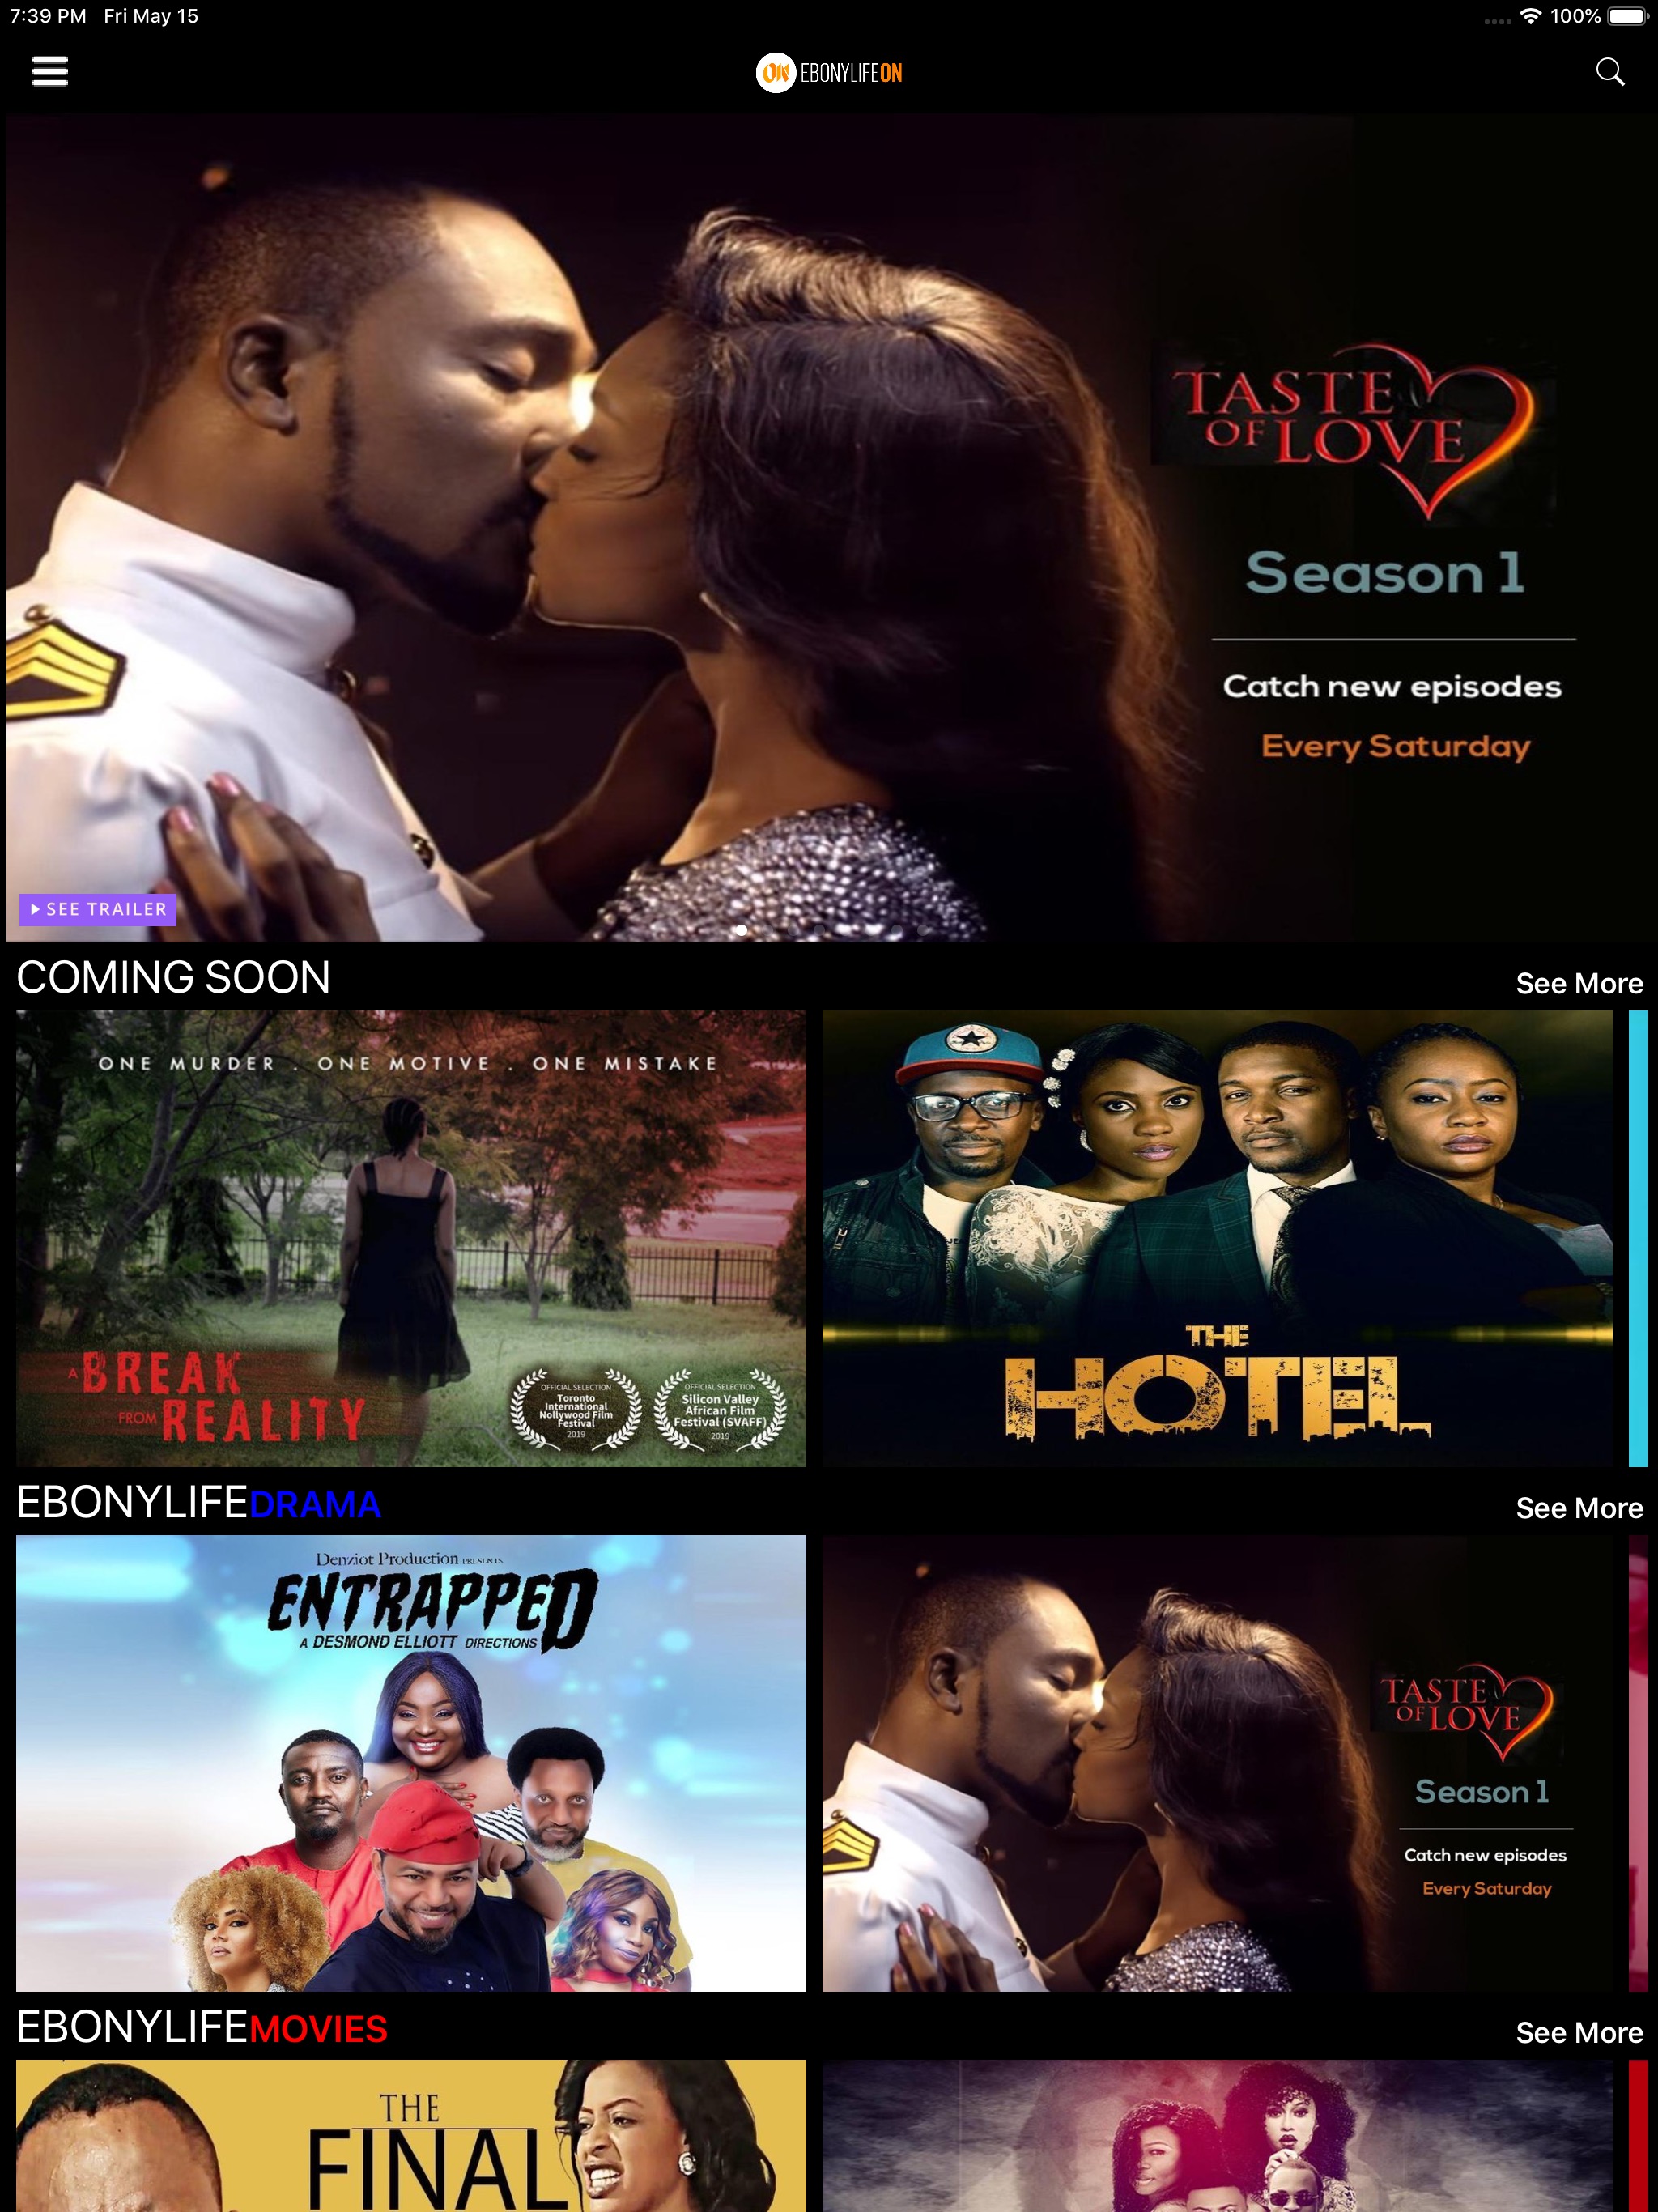 7:39 PM Fri May 15
100%
ON EBONYLIFEON
TASTE
OF LOVE
Season 1
Catch new episodes
Every Saturday
SEE TRAILER
COMING SOON
See More
ONE MURDER . ONE MOTIVE . ONE MISTAKE
A BREAK
FROM REALITY
OFFICIAL SELECTION
Toronto
International
Nollywood Film
Festival
2019
OFFICIAL SELECTION
Silicon Valley
African Film
Festival (SVAFF)
2019
THE
HOTEL
EBONYLIFEDRAMA
See More
Denziot Production PRESENTS
ENTRAPPED
A DESMOND ELLIOTT DIRECTIONS
TASTE
OF LOVE
Season 1
Catch new episodes
Every Saturday
EBONYLIFEMOVIES
See More
THE
FINAL